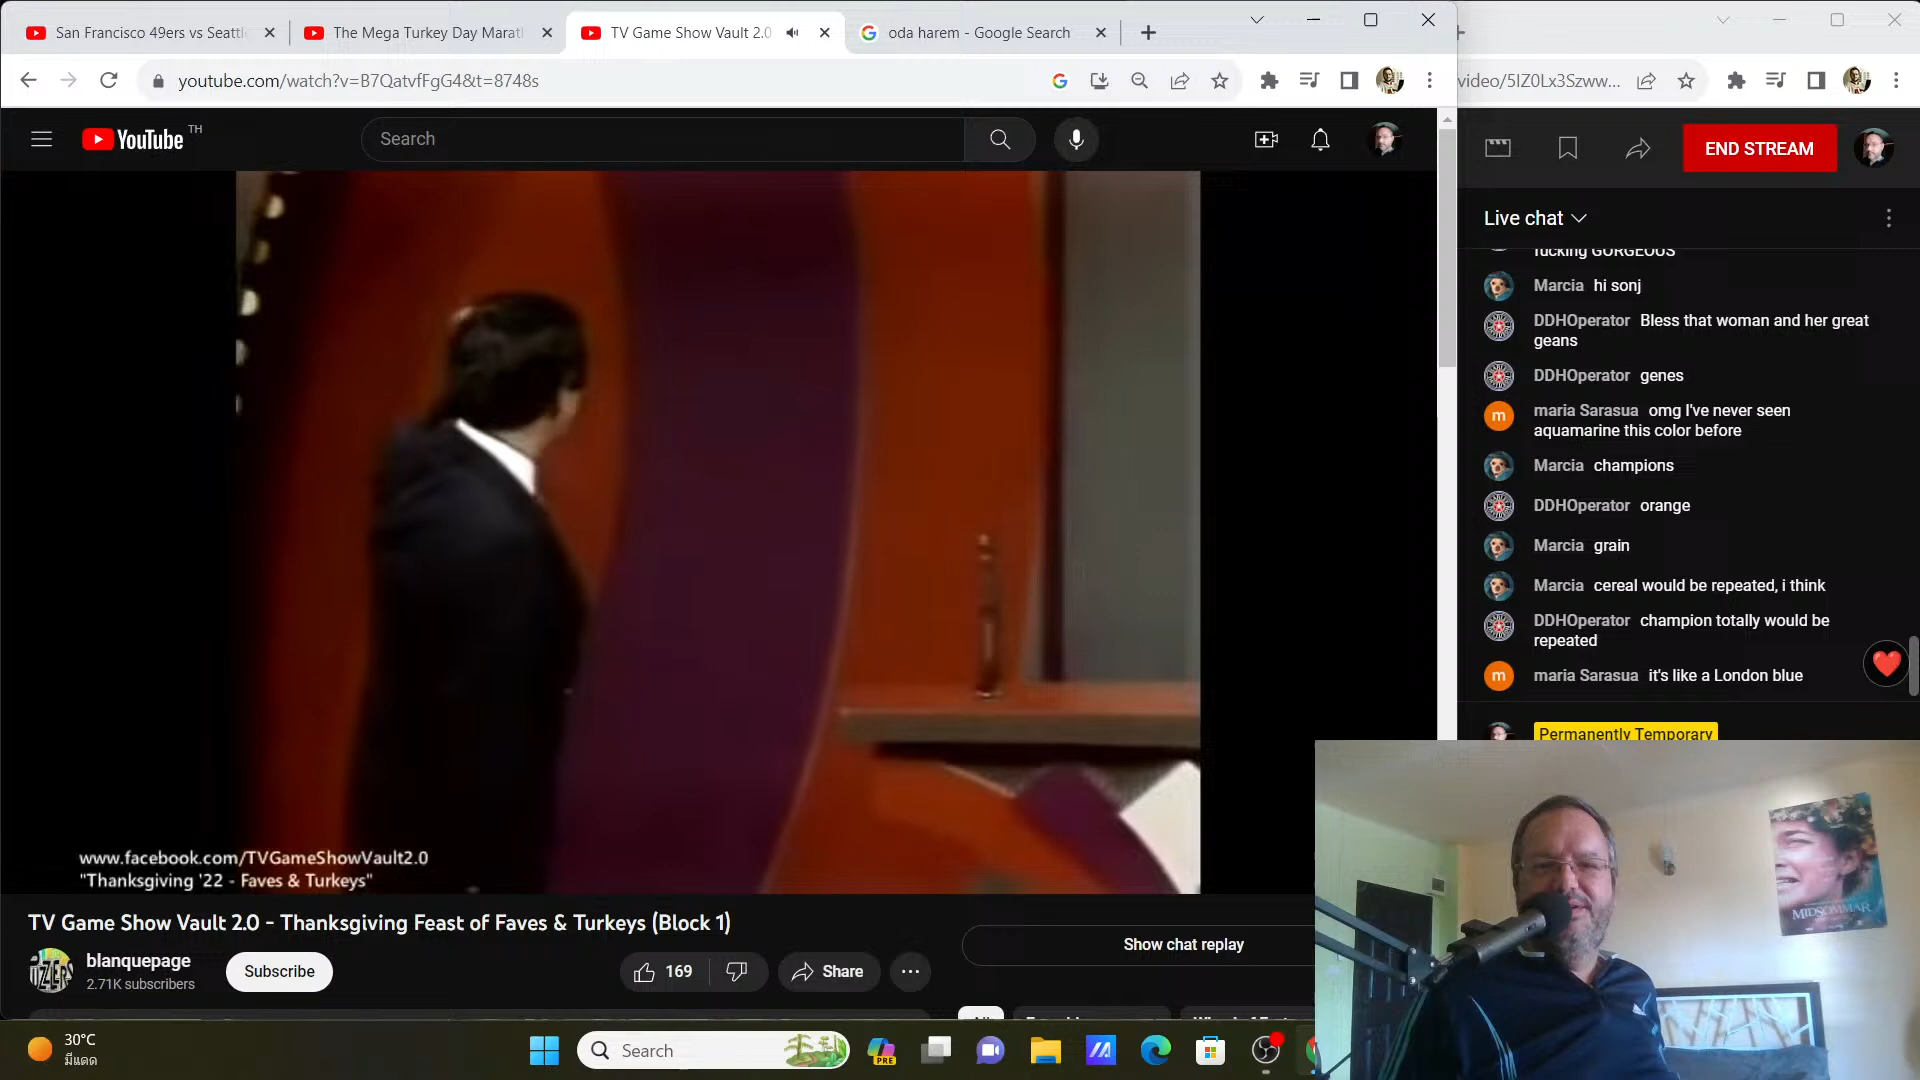 San Francisco 49ers vs Seattl
The Mega Turkey Day Marat
TV Game Show Vault 2.0
oda harem - Google Search
youtube.com/watch?v=B7QatvfFgG4&t=8748s
video/5IZ0Lx3Szww...
YouTube TH
Search
END STREAM
Live chat
fucking GORGEOUS
Marcia hi sonj
DDHOperator Bless that woman and her great
geans
DDHOperator genes
m
maria Sarasua omg I've never seen
aquamarine this color before
Marcia champions
DDHOperator orange
Marcia grain
Marcia cereal would be repeated, i think
DDHOperator champion totally would be
repeated
m
maria Sarasua it's like a London blue
Permanently Temporary
www.facebook.com/TVGameShowVault2.0
"Thanksgiving '22 - Faves & Turkeys"
TV Game Show Vault 2.0 - Thanksgiving Feast of Faves & Turkeys (Block 1)
blanquepage
2.71K subscribers
Subscribe
169
Share
Show chat replay
MIDSOMMAR
30°C
มีแดด
Search
PRE